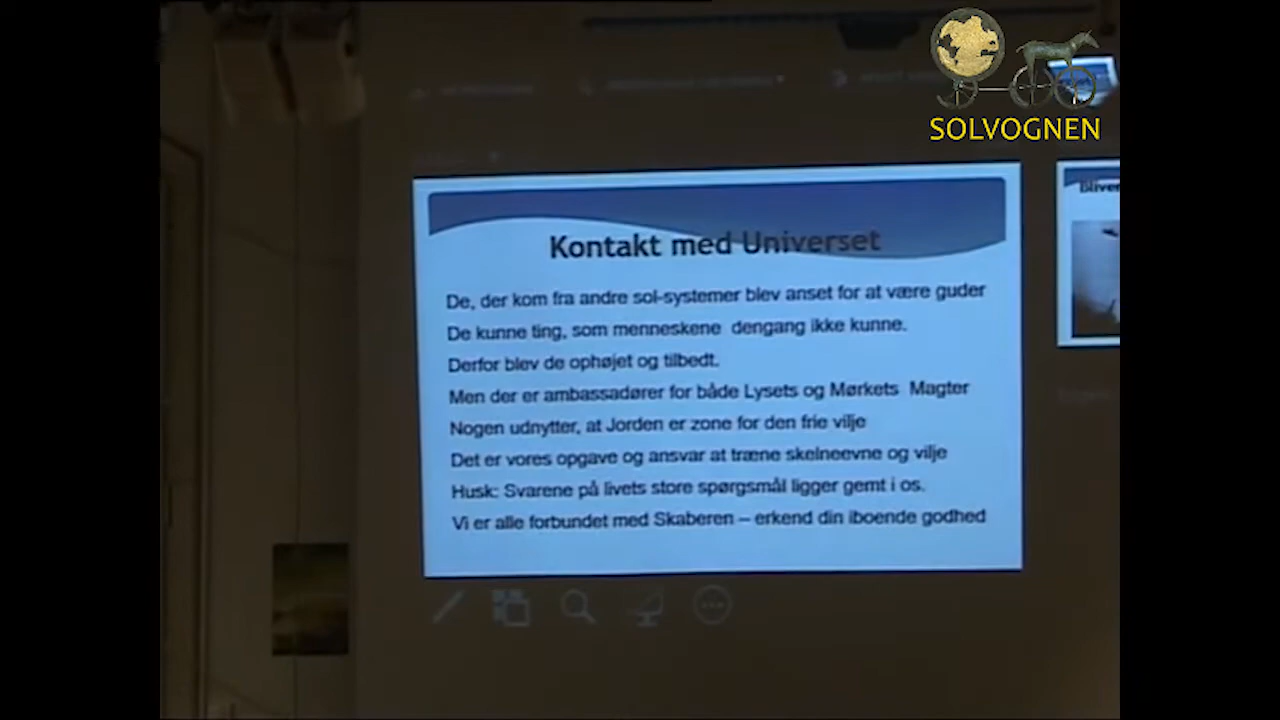 SOLVOGNEN
Bliver
Kontakt med Universet
De, der kom fra andre sol-systemer blev anset for at være guder
De kunne ting, som menneskene dengang ikke kunne.
Derfor blev de ophøjet og tilbedt.
Men der er ambassadører for både Lysets og Mørkets Magter
Nogen udnytter, at Jorden er zone for den frie vilje
Det er vores opgave og ansvar at træne skelneevne og vilje
Husk: Svarene på livets store spørgsmål ligger gemt i os.
Vi er alle forbundet med Skaberen – erkend din iboende godhed